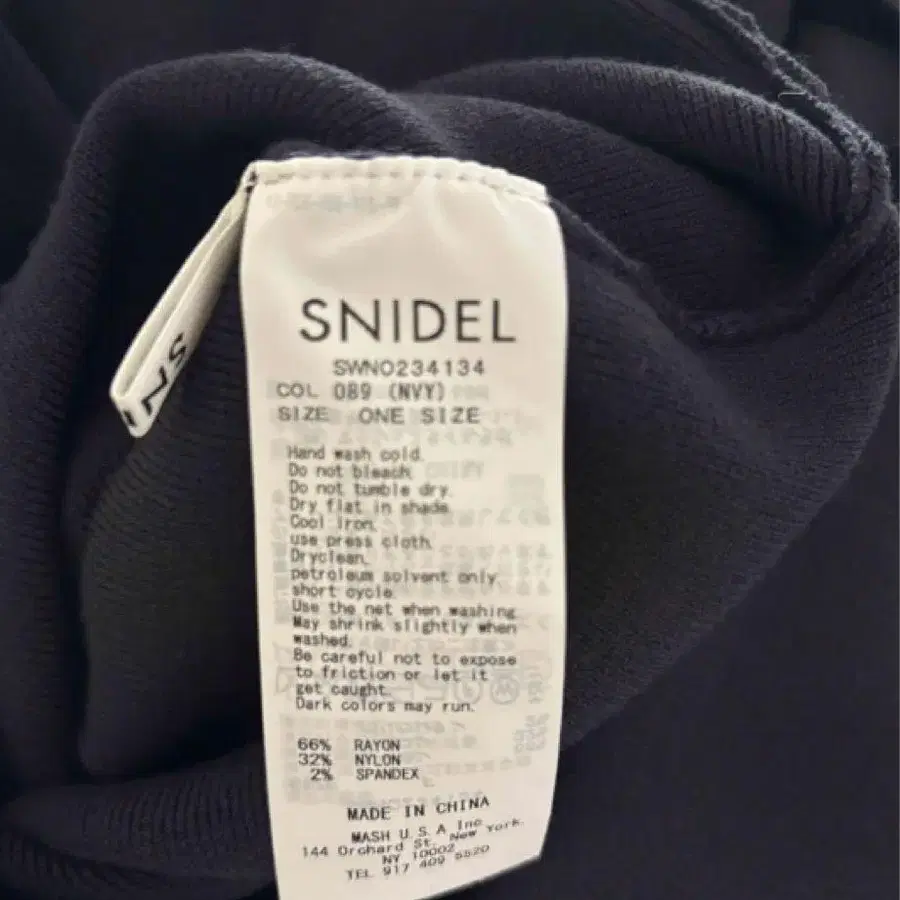 SNIDEL
SWNO234134
COL 089 (NVY)
SIZE ONE SIZE
Hand wash cold.
Do not bleach.
Do not tumble dry.
Dry flat in shade.
Cool Iron.
use press cloth.
Dryclean.
petroleum solvent only.
short cycle.
Use the net when washing.
May shrink slightly when
washed.
Be careful not to expose
to friction or let it
get caught.
Dark colors may run.
66% RAYON
32% NYLON
2% SPANDEX
MADE IN CHINA
MASH U.S.A Inc
144 Orchard St, New York.
NY 10002
TEL 917 409 5520